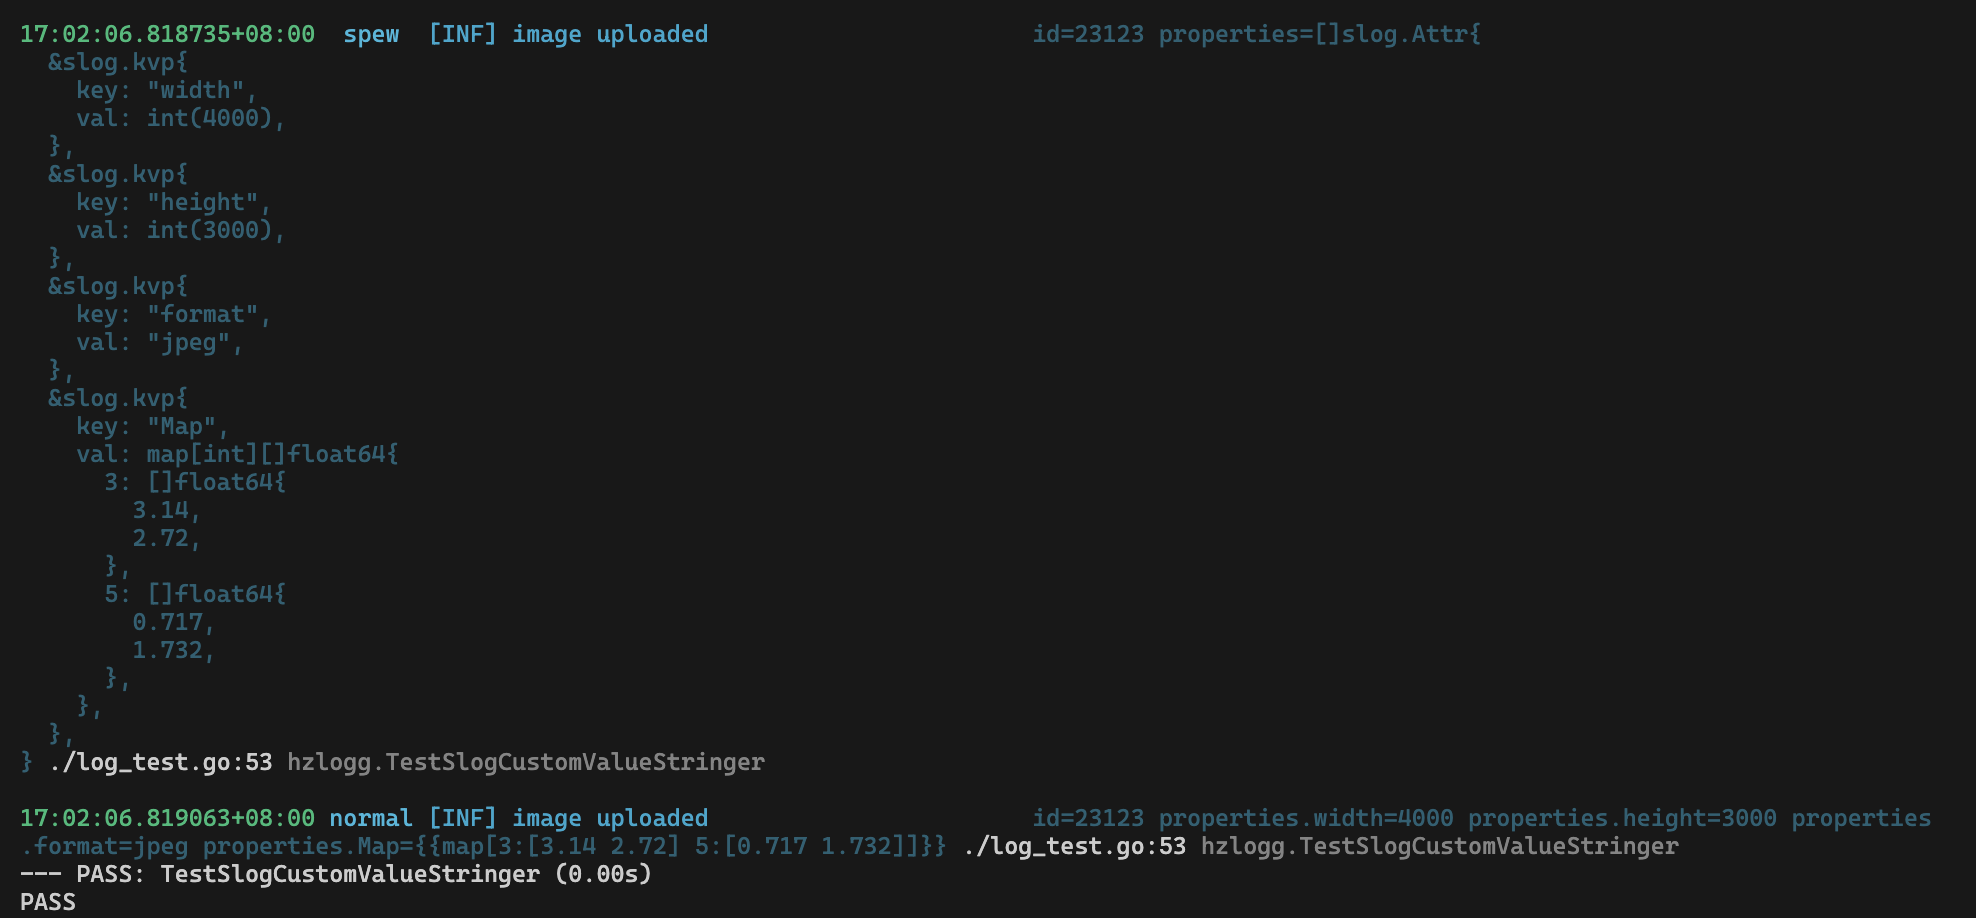 17:02:06.818735+08:00  spew  [INF] image uploaded                       id=23123 properties=[]slog.Attr{
  &slog.kvp{
    key: "width",
    val: int(4000),
  },
  &slog.kvp{
    key: "height",
    val: int(3000),
  },
  &slog.kvp{
    key: "format",
    val: "jpeg",
  },
  &slog.kvp{
    key: "Map",
    val: map[int][]float64{
      3: []float64{
        3.14,
        2.72,
      },
      5: []float64{
        0.717,
        1.732,
      },
    },
  },
} ./log_test.go:53 hzlogg.TestSlogCustomValueStringer

17:02:06.819063+08:00 normal [INF] image uploaded                       id=23123 properties.width=4000 properties.height=3000 properties
.format=jpeg properties.Map={{map[3:[3.14 2.72] 5:[0.717 1.732]]}} ./log_test.go:53 hzlogg.TestSlogCustomValueStringer
--- PASS: TestSlogCustomValueStringer (0.00s)
PASS